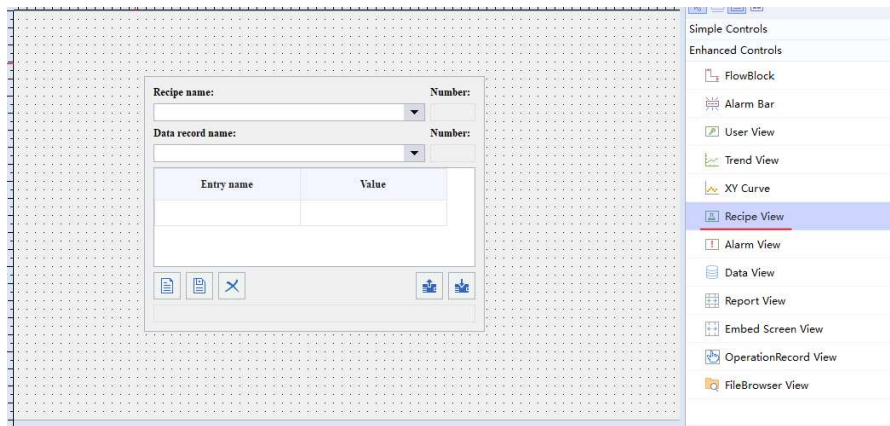 Recipe name: Number:
Data record name: Number:
Entry name Value
Simple Controls
Enhanced Controls
FlowBlock
Alarm Bar
User View
Trend View
XY Curve
Recipe View
Alarm View
Data View
Report View
Embed Screen View
OperationRecord View
FileBrowser View